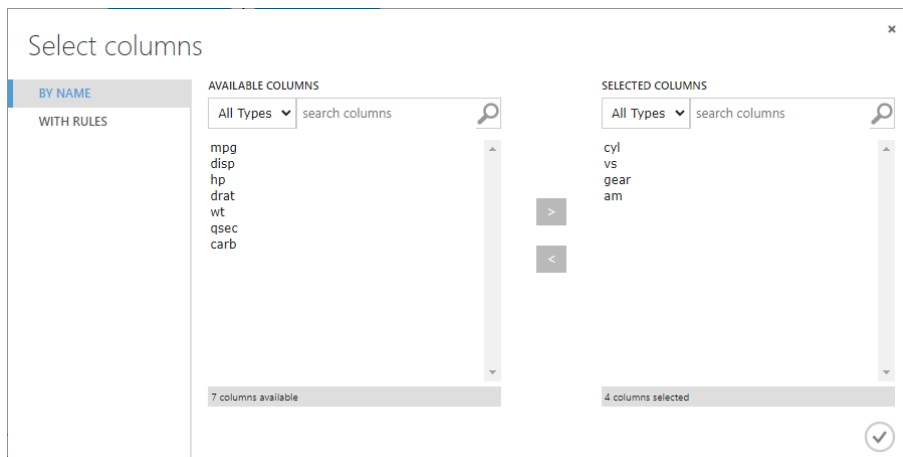 Select columns
×
BY NAME
WITH RULES
AVAILABLE COLUMNS
All Types search columns
mpg
disp
hp
drat
wt
qsec
carb
7 columns available
>
<
SELECTED COLUMNS
All Types search columns
cyl
vs
gear
am
4 columns selected